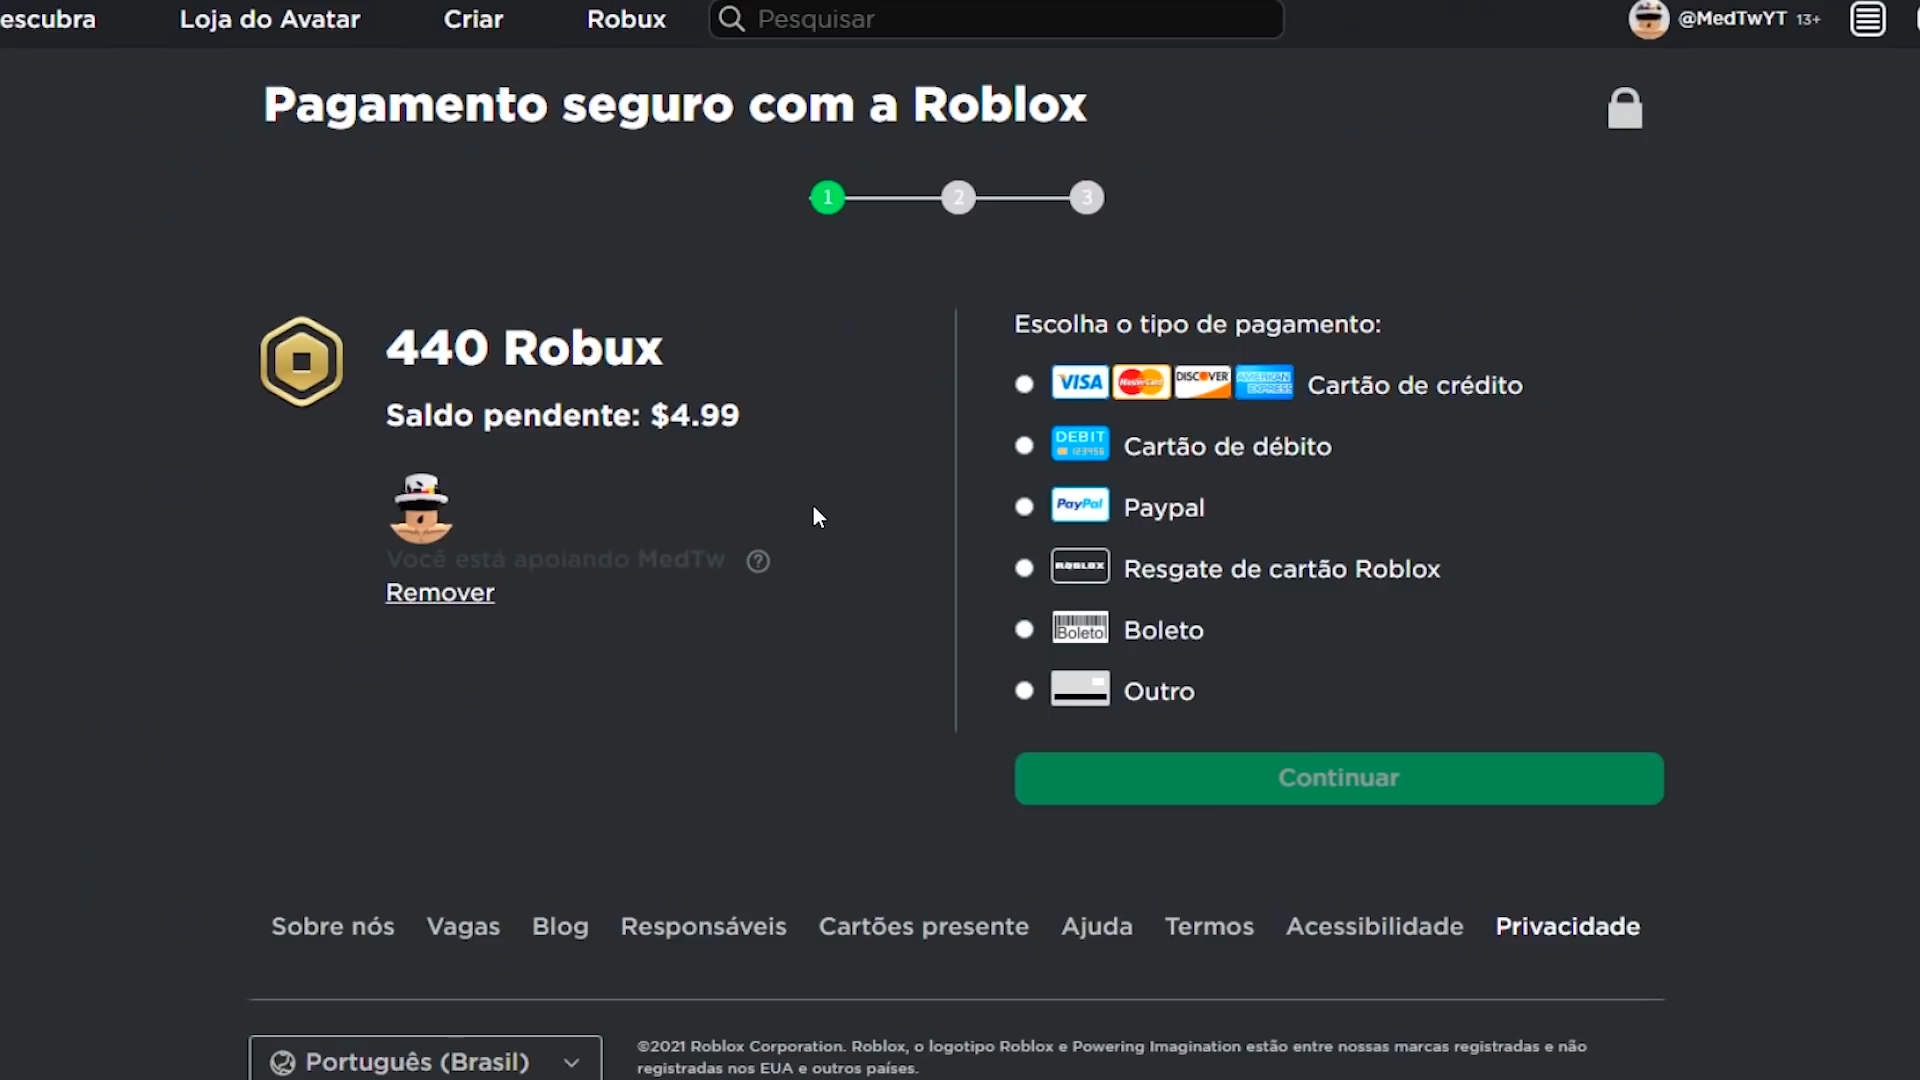 escubra
Loja do Avatar
Criar
Robux
Pesquisar
@MedTwYT 13+
Pagamento seguro com a Roblox
1
2
3
440 Robux
Saldo pendente: $4.99
Você está apoiando MedTw
?
Remover
Escolha o tipo de pagamento:
VISA MasterCard DISCOVER AMERICAN EXPRESS Cartão de crédito
DEBIT 123456 Cartão de débito
PayPal Paypal
ROBLOX Resgate de cartão Roblox
Boleto Boleto
Outro
Continuar
Sobre nós
Vagas
Blog
Responsáveis
Cartões presente
Ajuda
Termos
Acessibilidade
Privacidade
Português (Brasil)
©2021 Roblox Corporation. Roblox, o logotipo Roblox e Powering Imagination estão entre nossas marcas registradas e não
registradas nos EUA e outros países.